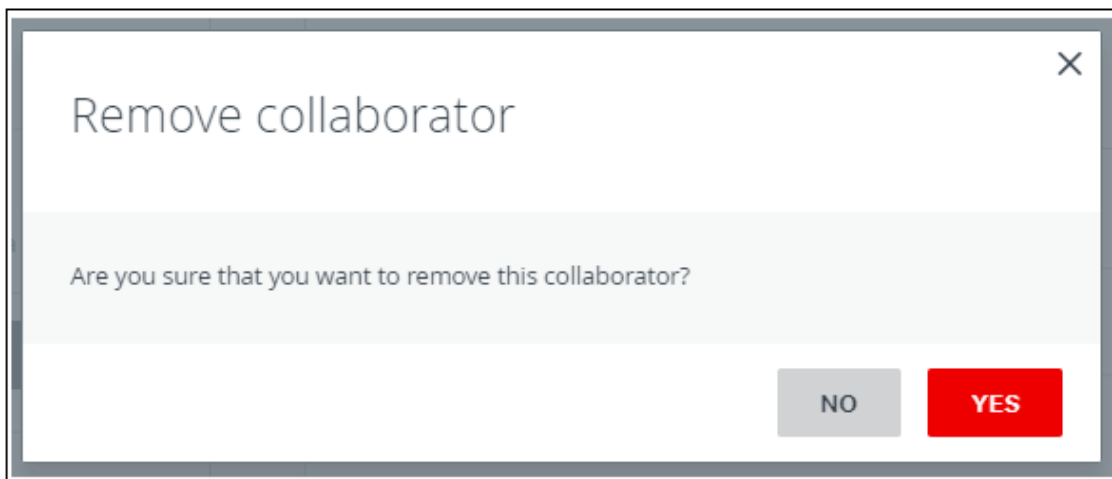 Remove collaborator
Are you sure that you want to remove this collaborator?
NO
YES